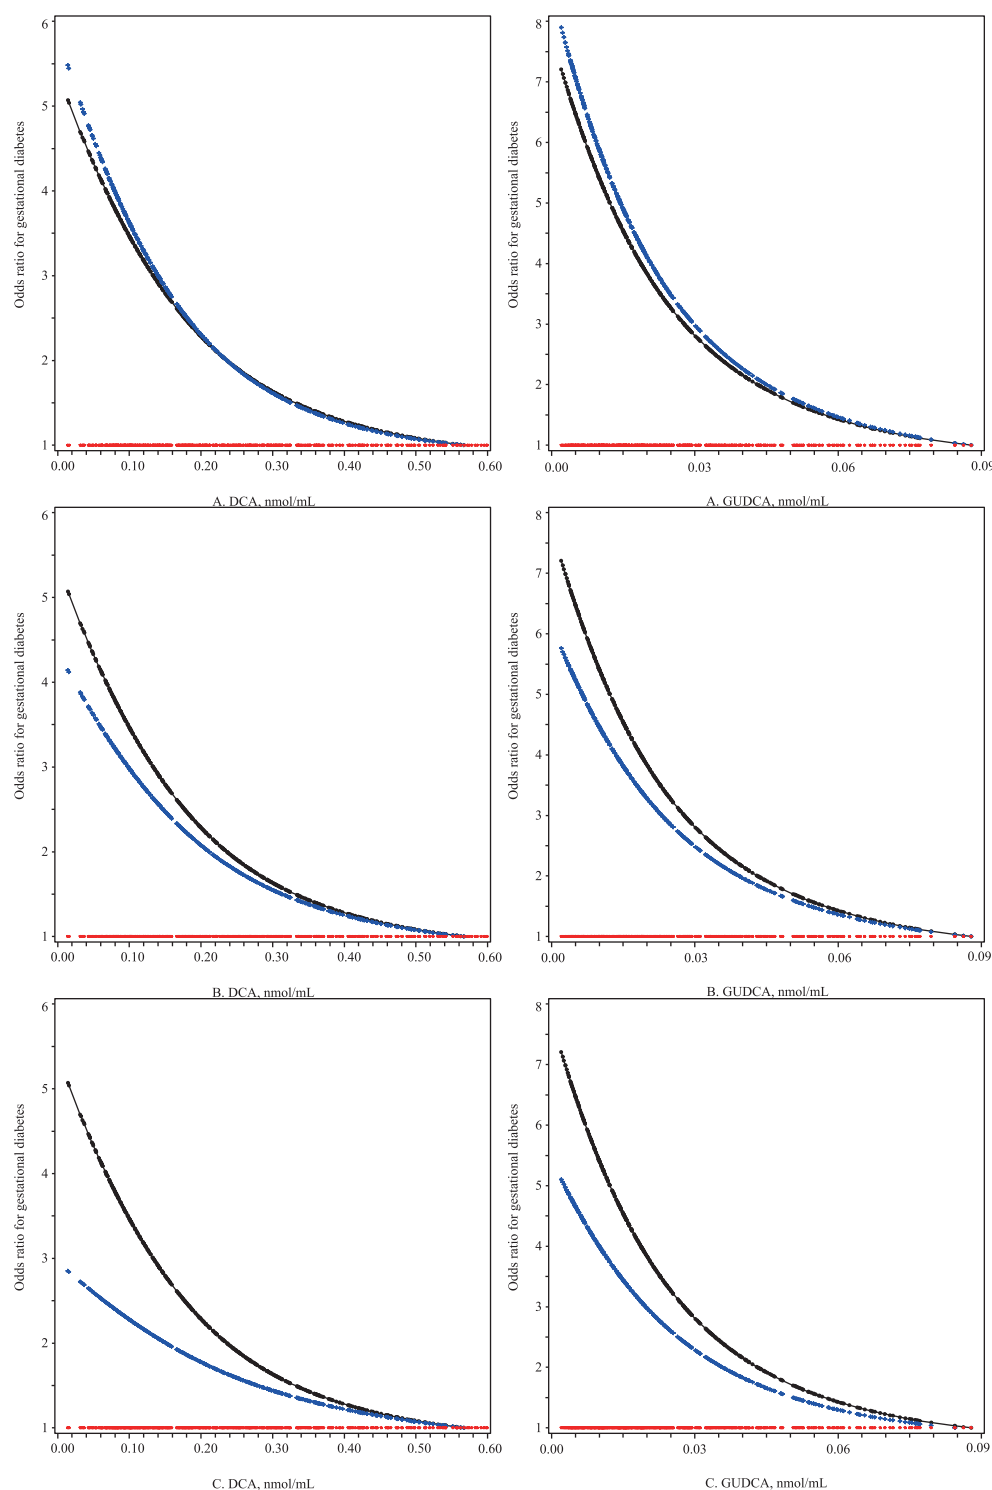 6
5
4
3
2
1
Odds ratio for gestational diabetes
0.00 0.10 0.20 0.30 0.40 0.50 0.60
A. DCA, nmol/mL
8
7
6
5
4
3
2
1
Odds ratio for gestational diabetes
0.00 0.03 0.06 0.09
A. GUDCA, nmol/mL
6
5
4
3
2
1
Odds ratio for gestational diabetes
0.00 0.10 0.20 0.30 0.40 0.50 0.60
B. DCA, nmol/mL
8
7
6
5
4
3
2
1
Odds ratio for gestational diabetes
0.00 0.03 0.06 0.09
B. GUDCA, nmol/mL
6
5
4
3
2
1
Odds ratio for gestational diabetes
0.00 0.10 0.20 0.30 0.40 0.50 0.60
C. DCA, nmol/mL
8
7
6
5
4
3
2
1
Odds ratio for gestational diabetes
0.00 0.03 0.06 0.09
C. GUDCA, nmol/mL